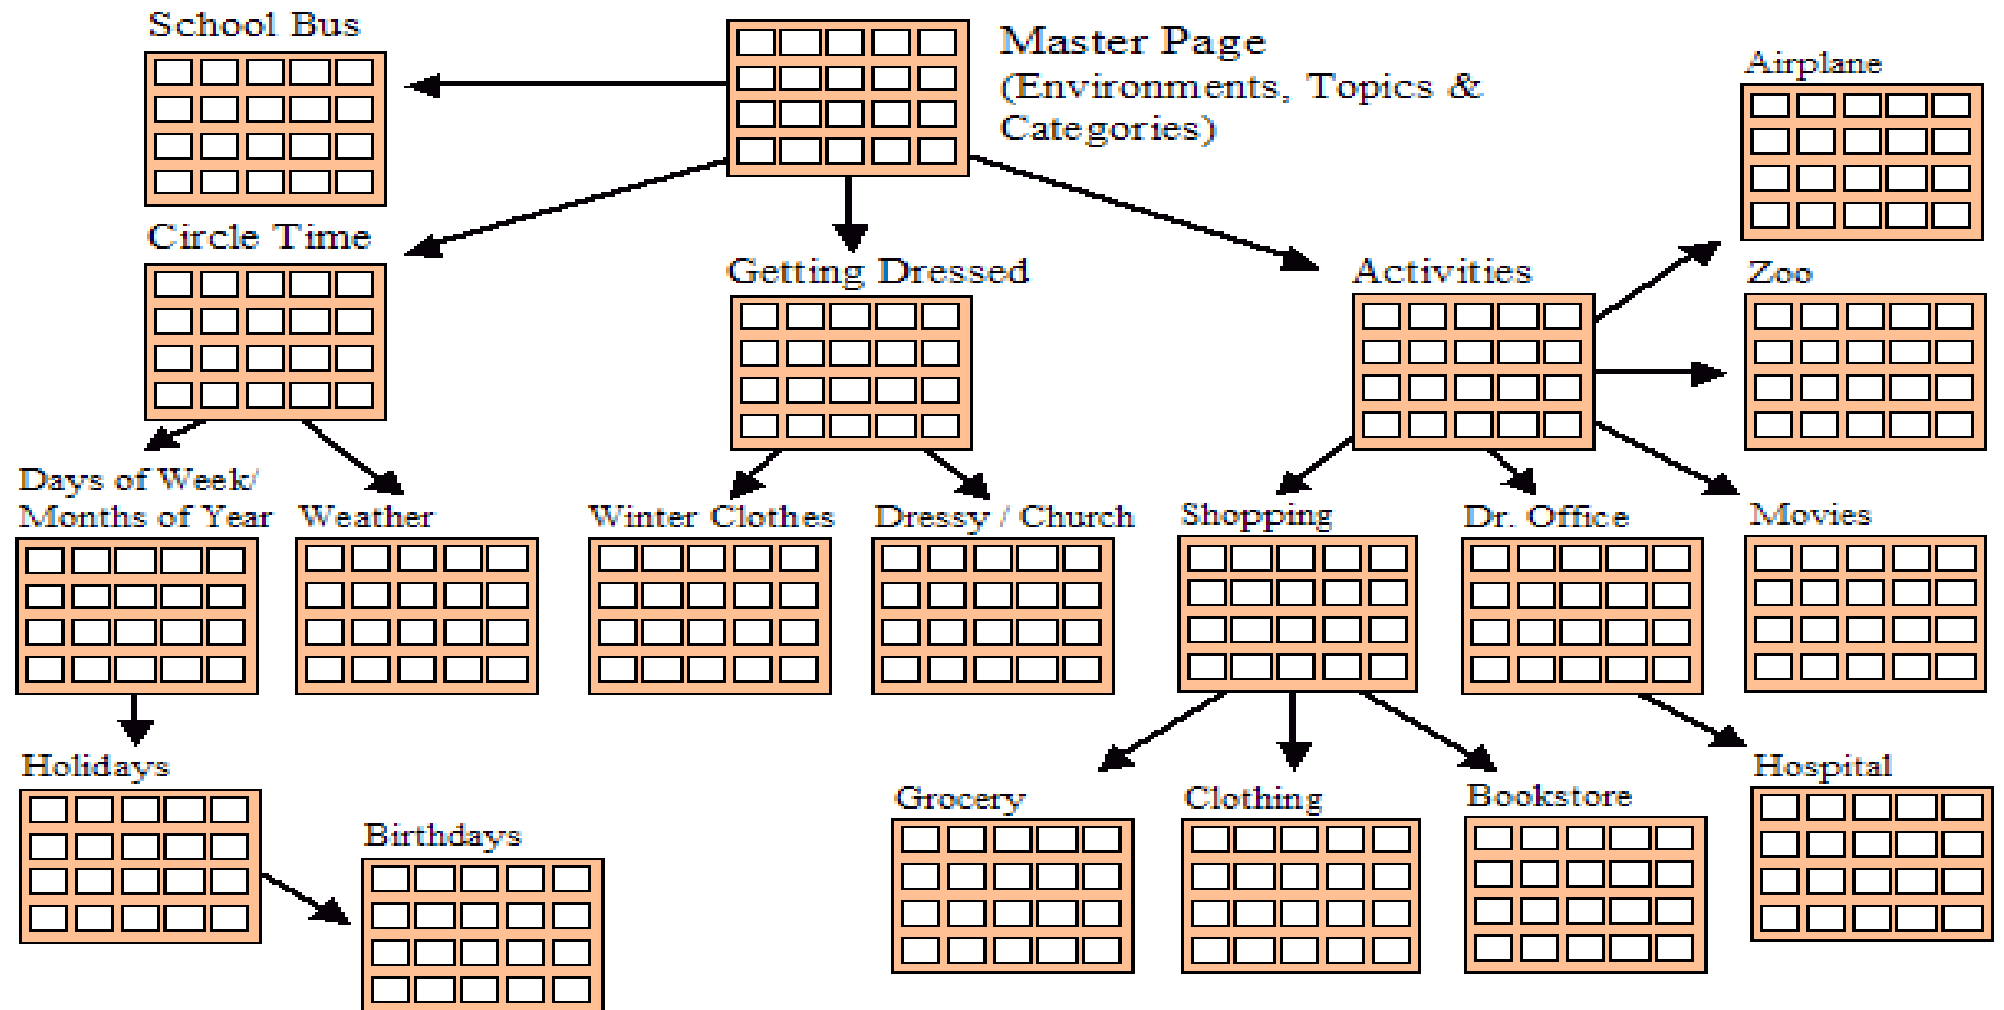 School Bus
Master Page
(Environments, Topics &
Categories)
Airplane
Circle Time
Getting Dressed
Activities
Zoo
Days of Week/
Months of Year
Weather
Winter Clothes
Dressy / Church
Shopping
Dr. Office
Movies
Holidays
Birthdays
Grocery
Clothing
Bookstore
Hospital